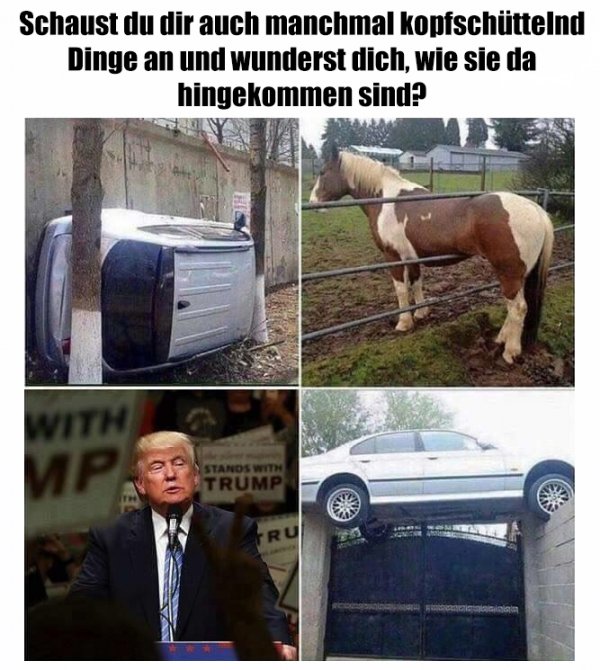 Schaust du dir auch manchmal kopfschüttelnd
Dinge an und wunderst dich, wie sie da
hingekommen sind?
WITH
MP
STANDS WITH
TRUMP
TRU